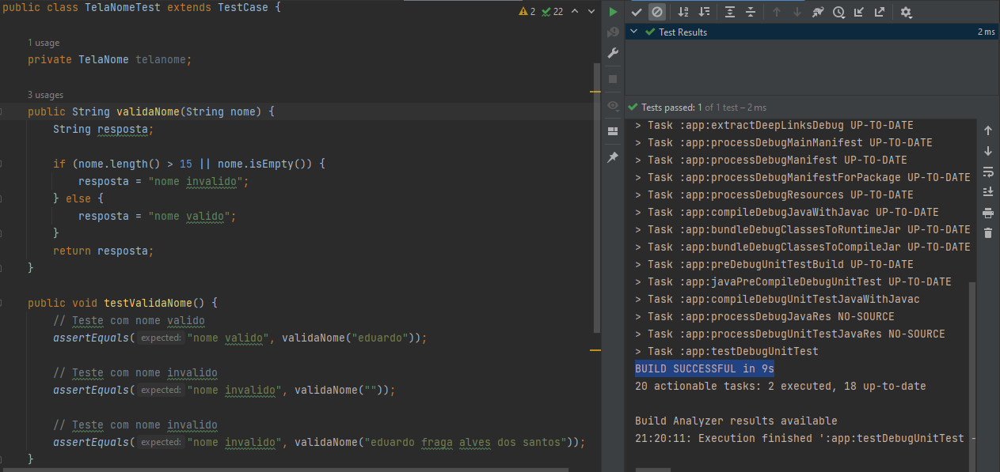 public class TelaNomeTest extends TestCase {
2 22
1 usage
private TelaNome telanome;
3 usages
public String validaNome(String nome) {
String resposta;
if (nome.length() > 15 || nome.isEmpty()) {
resposta = "nome invalido";
} else {
resposta = "nome valido";
}
return resposta;
}
public void testValidaNome() {
// Teste com nome valido
assertEquals( expected: "nome valido", validaNome("eduardo"));
// Teste com nome invalido
assertEquals( expected: "nome invalido", validaNome(""));
// Teste com nome invalido
assertEquals( expected: "nome invalido", validaNome("eduardo fraga alves dos santos"));
}
Test Results 2 ms
Tests passed: 1 of 1 test – 2 ms
> Task :app:extractDeepLinksDebug UP-TO-DATE
> Task :app:processDebugMainManifest UP-TO-DATE
> Task :app:processDebugManifest UP-TO-DATE
> Task :app:processDebugManifestForPackage UP-TO-DATE
> Task :app:processDebugResources UP-TO-DATE
> Task :app:compileDebugJavaWithJavac UP-TO-DATE
> Task :app:bundleDebugClassesToRuntimeJar UP-TO-DATE
> Task :app:bundleDebugClassesToCompileJar UP-TO-DATE
> Task :app:preDebugUnitTestBuild UP-TO-DATE
> Task :app:javaPreCompileDebugUnitTest UP-TO-DATE
> Task :app:compileDebugUnitTestJavaWithJavac
> Task :app:processDebugJavaRes NO-SOURCE
> Task :app:processDebugUnitTestJavaRes NO-SOURCE
> Task :app:testDebugUnitTest
BUILD SUCCESSFUL in 9s
20 actionable tasks: 2 executed, 18 up-to-date
Build Analyzer results available
21:20:11: Execution finished ':app:testDebugUnitTest -